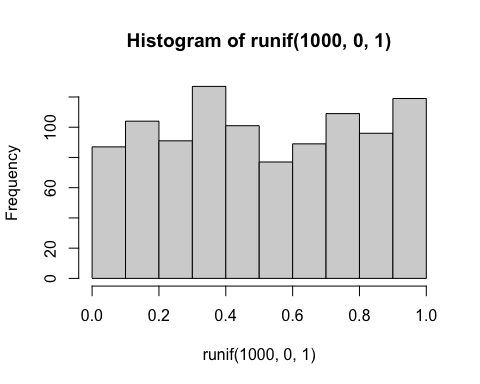 Histogram of runif(1000, 0, 1)
Frequency
100
60
20
0
0.0 0.2 0.4 0.6 0.8 1.0
runif(1000, 0, 1)